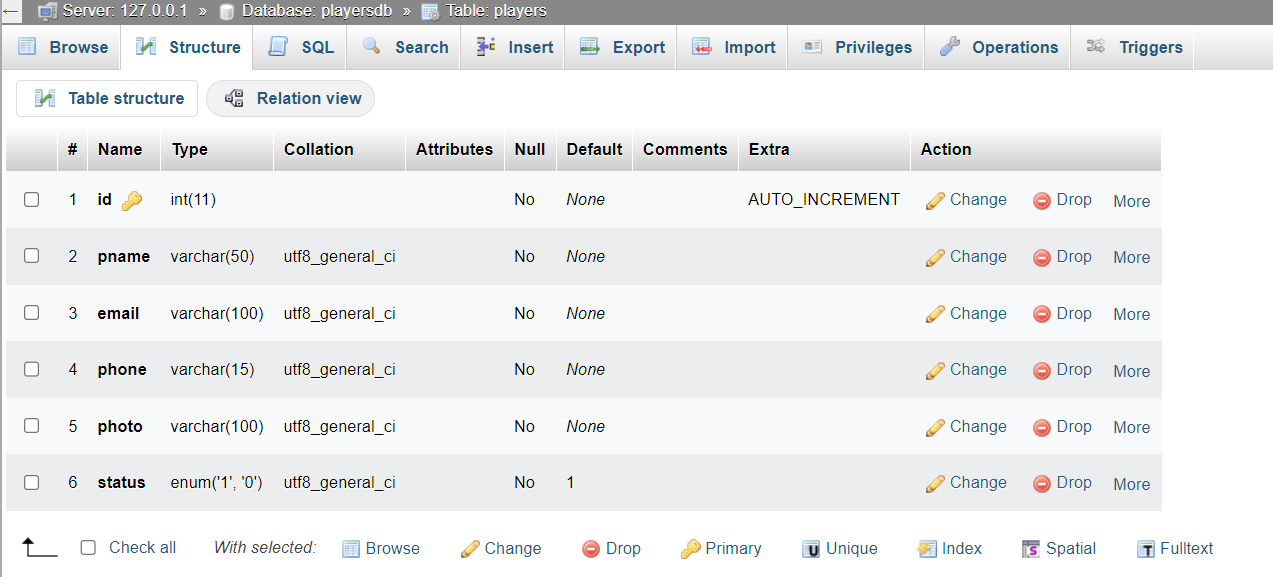 Server: 127.0.0.1 » Database: playersdb » Table: players
Browse Structure SQL Search Insert Export Import Privileges Operations Triggers
Table structure Relation view
# Name Type Collation Attributes Null Default Comments Extra Action
1 id int(11) No None AUTO_INCREMENT Change Drop More
2 pname varchar(50) utf8_general_ci No None Change Drop More
3 email varchar(100) utf8_general_ci No None Change Drop More
4 phone varchar(15) utf8_general_ci No None Change Drop More
5 photo varchar(100) utf8_general_ci No None Change Drop More
6 status enum('1', '0') utf8_general_ci No 1 Change Drop More
Check all With selected: Browse Change Drop Primary Unique Index Spatial Fulltext